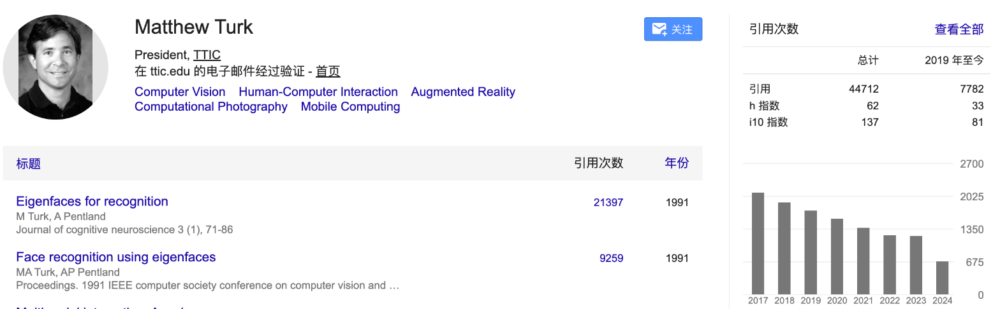 Matthew Turk
关注
President, TTIC
在 ttic.edu 的电子邮件经过验证 - 首页
Computer Vision Human-Computer Interaction Augmented Reality
Computational Photography Mobile Computing
标题 引用次数 年份
Eigenfaces for recognition 21397 1991
M Turk, A Pentland
Journal of cognitive neuroscience 3 (1), 71-86
Face recognition using eigenfaces 9259 1991
MA Turk, AP Pentland
Proceedings. 1991 IEEE computer society conference on computer vision and …
引用次数 查看全部
总计 2019 年至今
引用 44712 7782
h 指数 62 33
i10 指数 137 81
2700
2025
1350
675
0
2017 2018 2019 2020 2021 2022 2023 2024